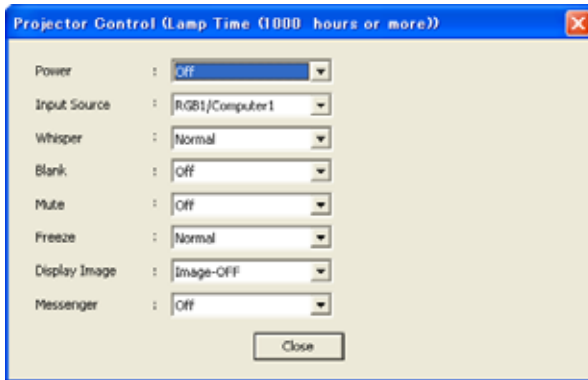 Projector Control (Lamp Time (1000 hours or more))
Power : Off
Input Source : RGB1/Computer1
Whisper : Normal
Blank : Off
Mute : Off
Freeze : Normal
Display Image : Image-OFF
Messenger : Off
Close